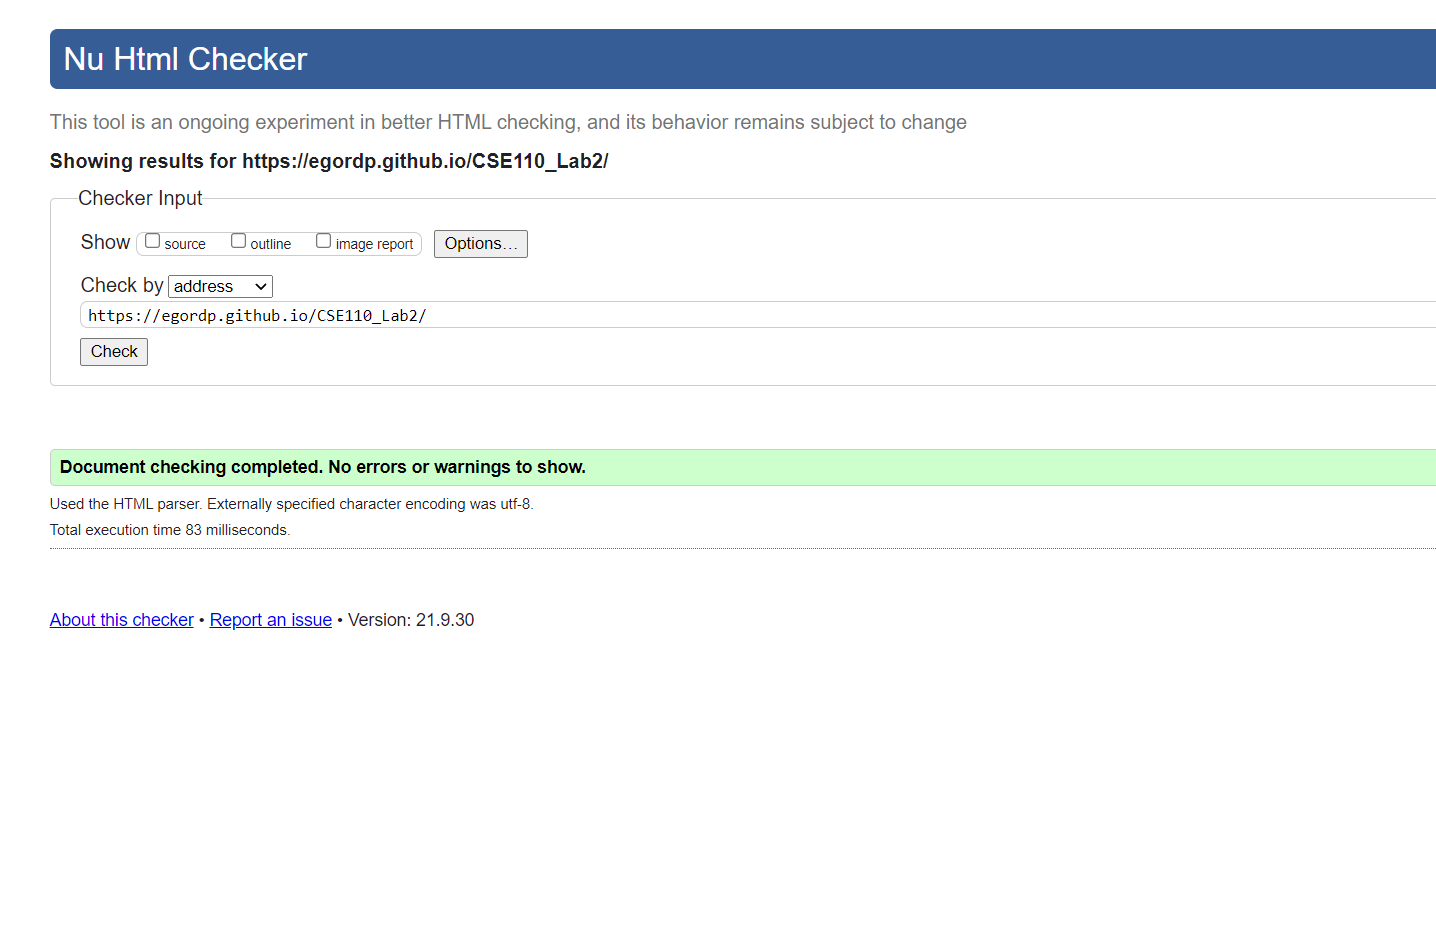 Nu Html Checker
This tool is an ongoing experiment in better HTML checking, and its behavior remains subject to change
Showing results for https://egordp.github.io/CSE110_Lab2/
Checker Input
Show source outline image report Options…
Check by address
https://egordp.github.io/CSE110_Lab2/
Check
Document checking completed. No errors or warnings to show.
Used the HTML parser. Externally specified character encoding was utf-8.
Total execution time 83 milliseconds.
About this checker • Report an issue • Version: 21.9.30